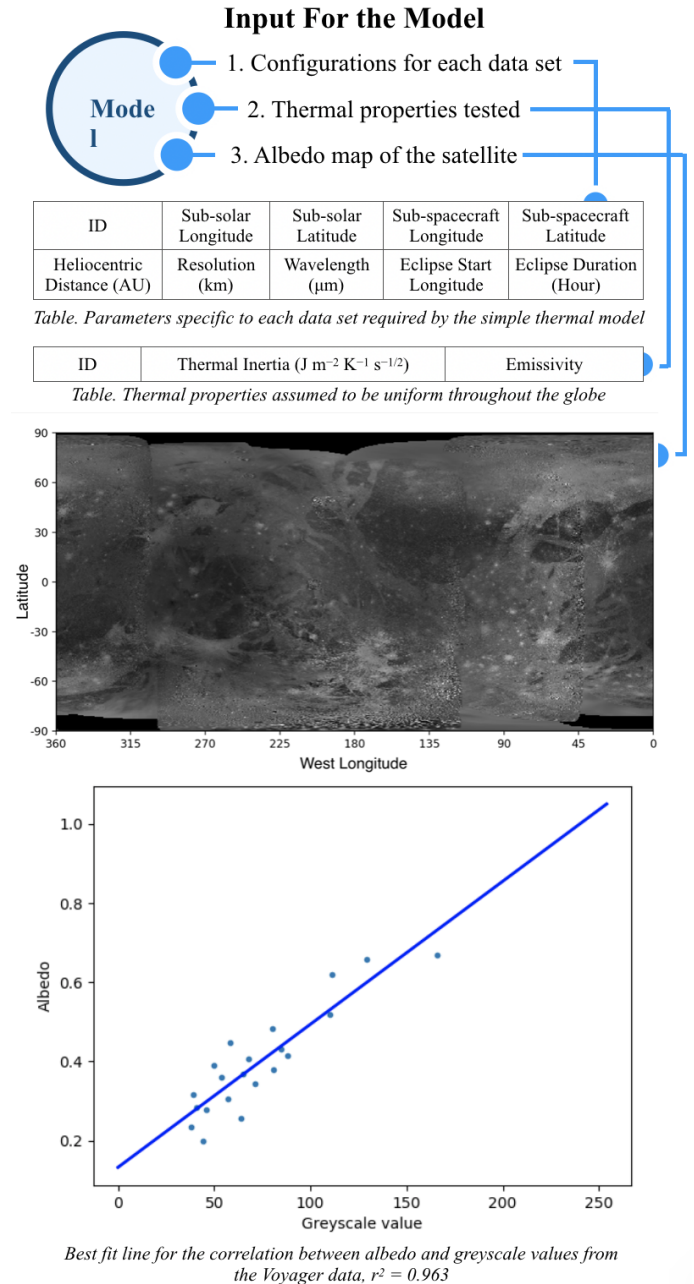 Input For the Model
Mode
l
1. Configurations for each data set
2. Thermal properties tested
3. Albedo map of the satellite
ID
Sub-solar
Longitude
Sub-solar
Latitude
Sub-spacecraft
Longitude
Sub-spacecraft
Latitude
Heliocentric
Distance (AU)
Resolution
(km)
Wavelength
(μm)
Eclipse Start
Longitude
Eclipse Duration
(Hour)
Table. Parameters specific to each data set required by the simple thermal model
ID
Thermal Inertia (J m⁻² K⁻¹ s⁻¹/²)
Emissivity
Table. Thermal properties assumed to be uniform throughout the globe
90
60
30
0
-30
-60
-90
Latitude
360 315 270 225 180 135 90 45 0
West Longitude
1.0
0.8
0.6
0.4
0.2
Albedo
0 50 100 150 200 250
Greyscale value
Best fit line for the correlation between albedo and greyscale values from
the Voyager data, r² = 0.963